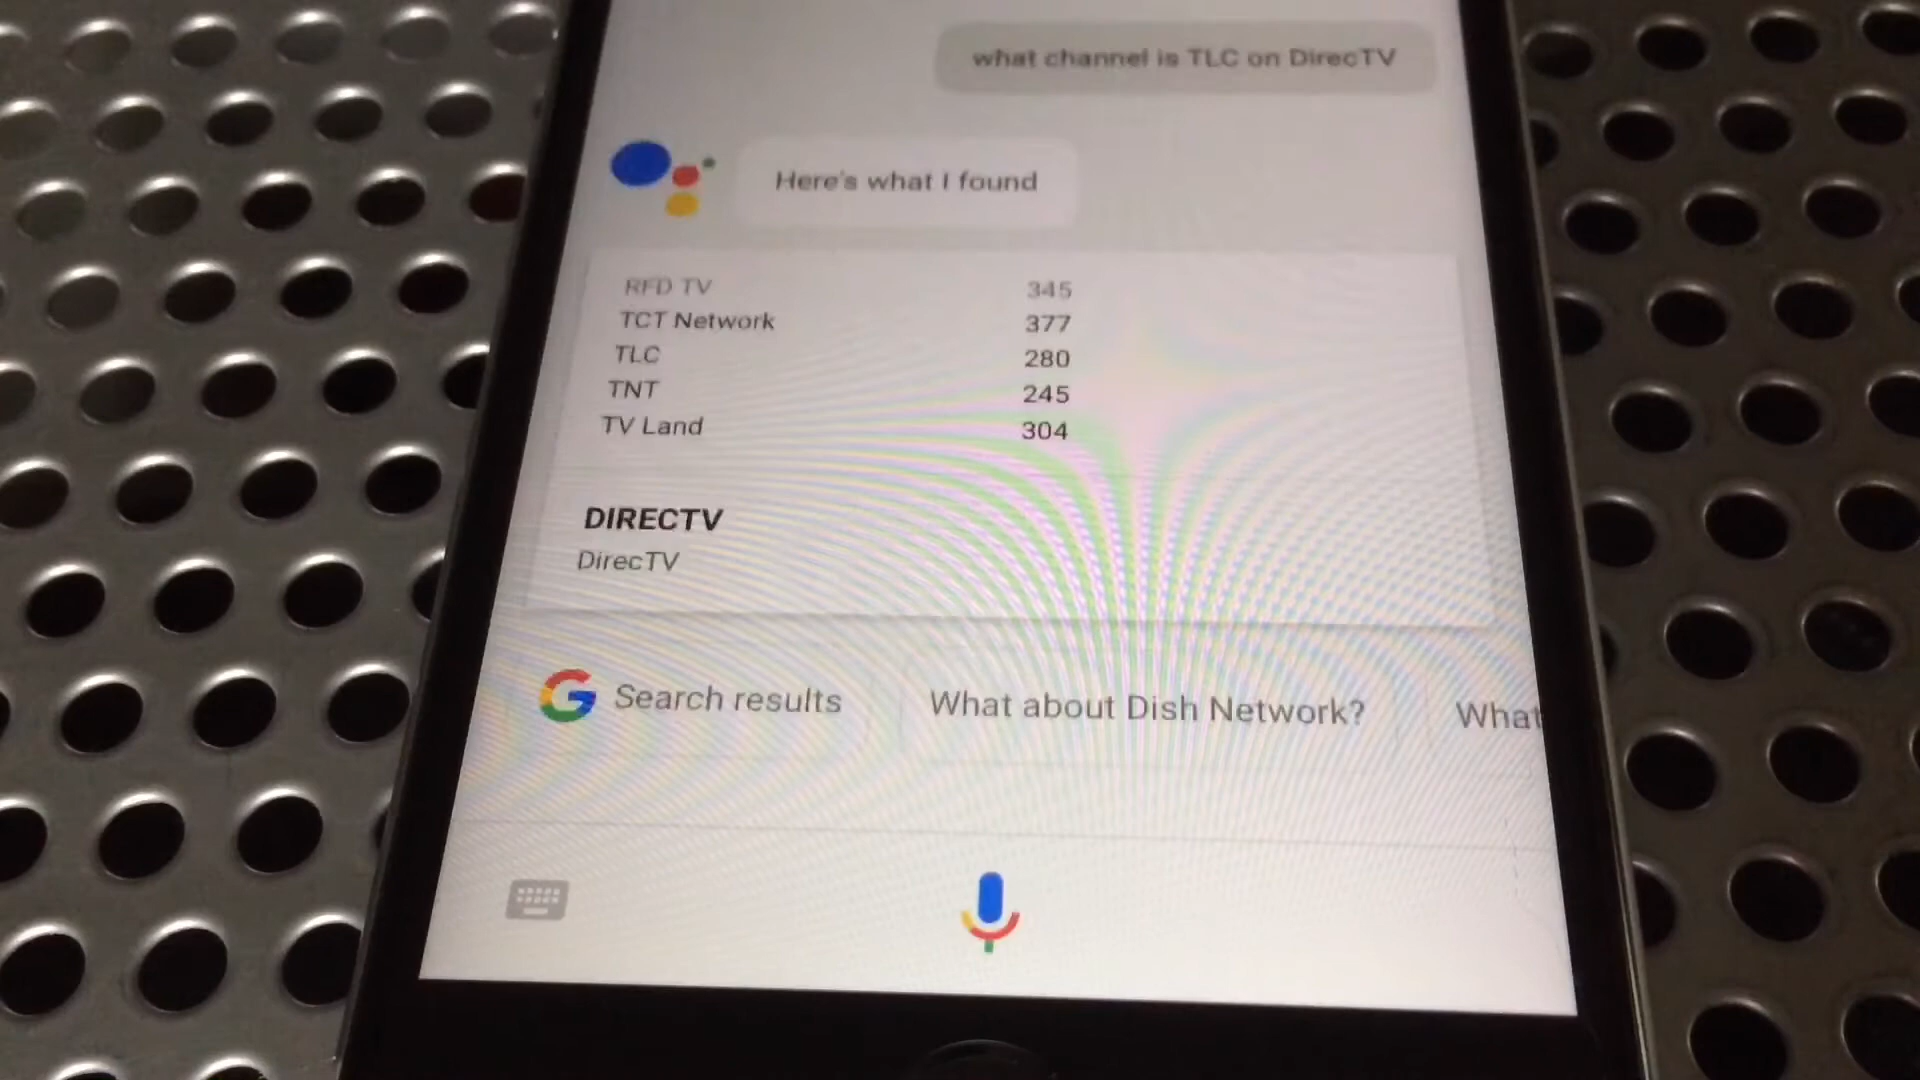 what channel is TLC on DirecTV
Here's what I found
RFD TV 345
TCT Network 377
TLC 280
TNT 245
TV Land 304
DIRECTV
DirecTV
Search results What about Dish Network? What